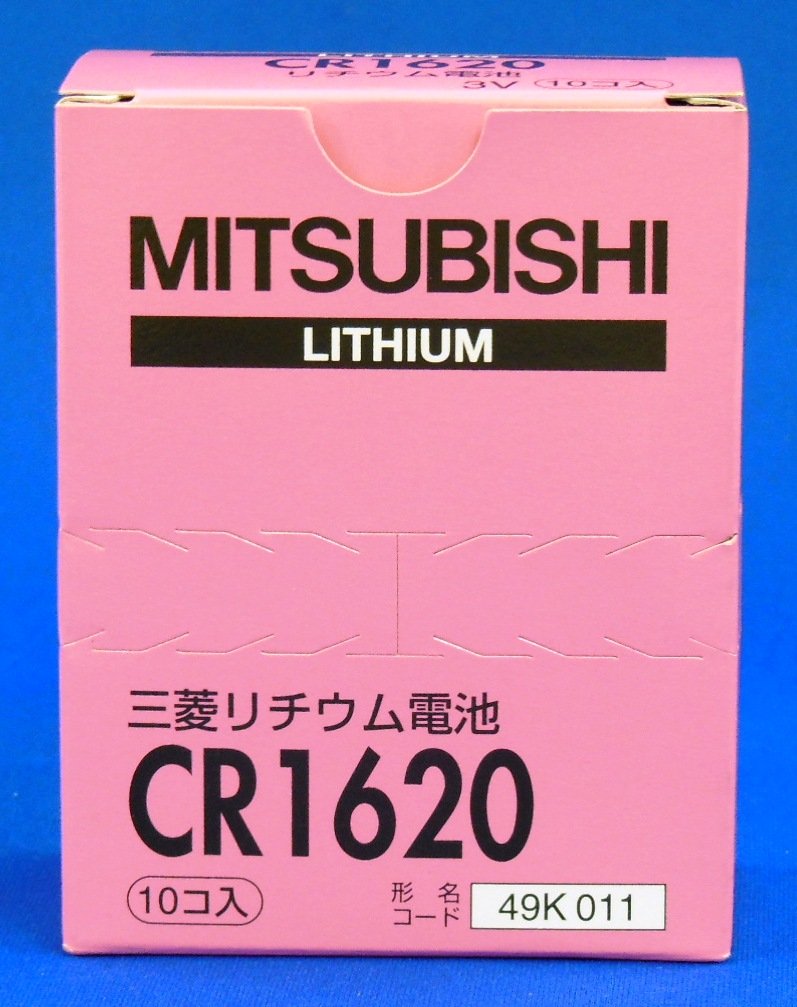 LITHIUM
CR1620
リチウム電池
3V 10コ入
MITSUBISHI
LITHIUM
三菱リチウム電池
CR1620
10コ入
形名
コード
49K 011